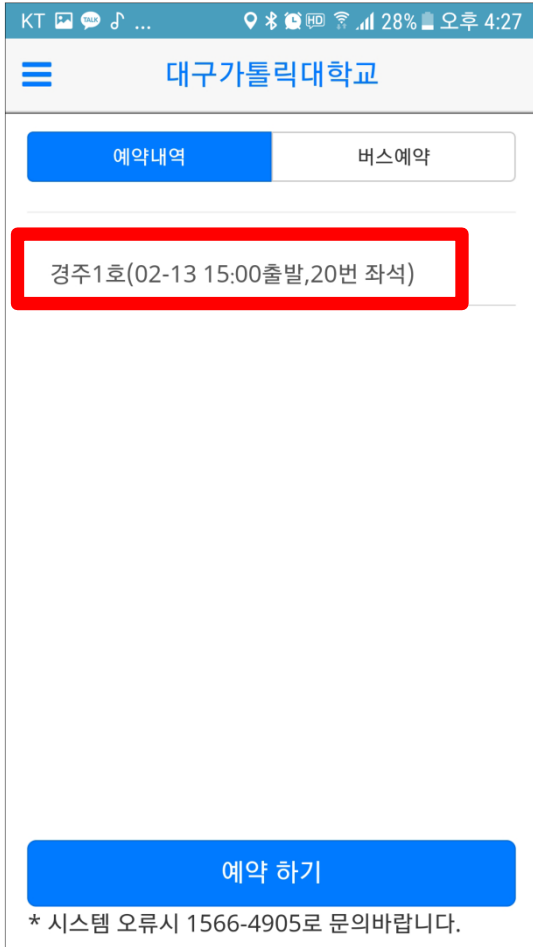 KT ... 28% 오후 4:27
대구가톨릭대학교
예약내역 버스예약
경주1호(02-13 15:00출발,20번 좌석)
예약 하기
* 시스템 오류시 1566-4905로 문의바랍니다.